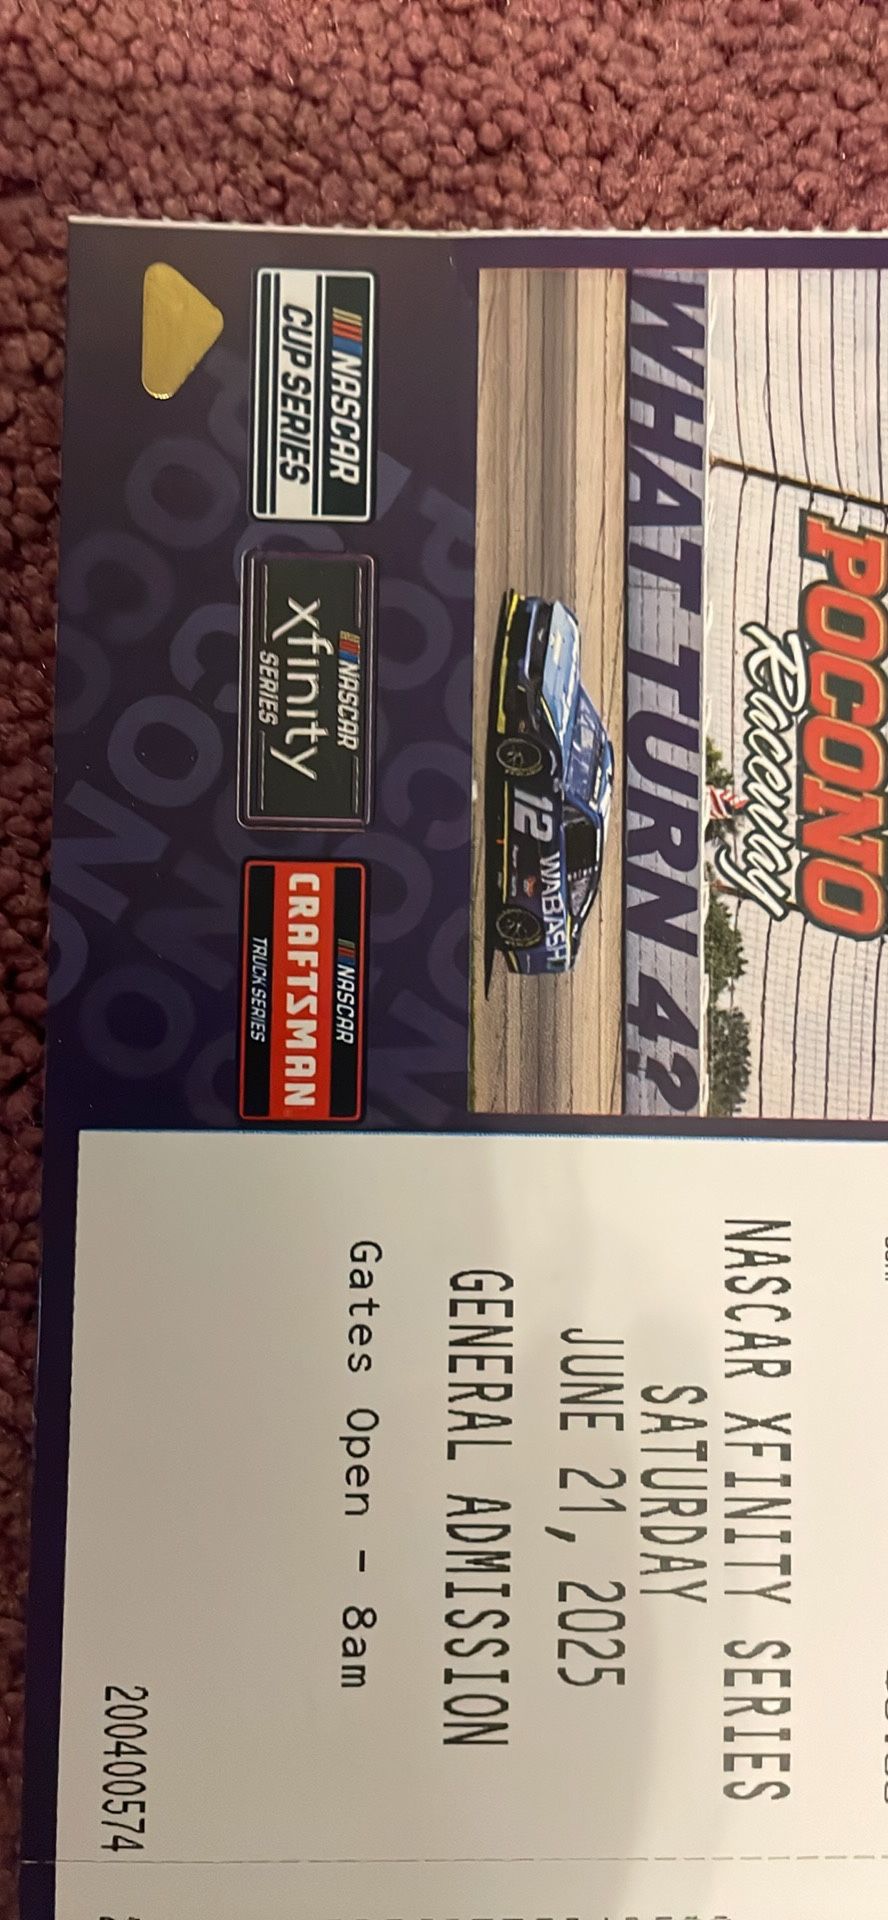 POCONO
Raceway
WHAT TURN 4?
12
WABASH
NASCAR
CUP SERIES
NASCAR
xfinity
SERIES
NASCAR
CRAFTSMAN
TRUCK SERIES
NASCAR XFINITY SERIES
SATURDAY
JUNE 21, 2025
GENERAL ADMISSION
Gates Open - 8am
200400574